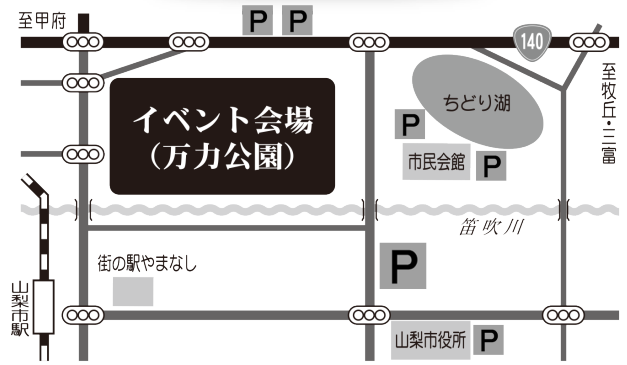 至甲府
P
P
140
至牧丘・三富
イベント会場
（万力公園）
ちどり湖
P
市民会館
P
笛吹川
街の駅やまなし
P
山梨市駅
山梨市役所
P